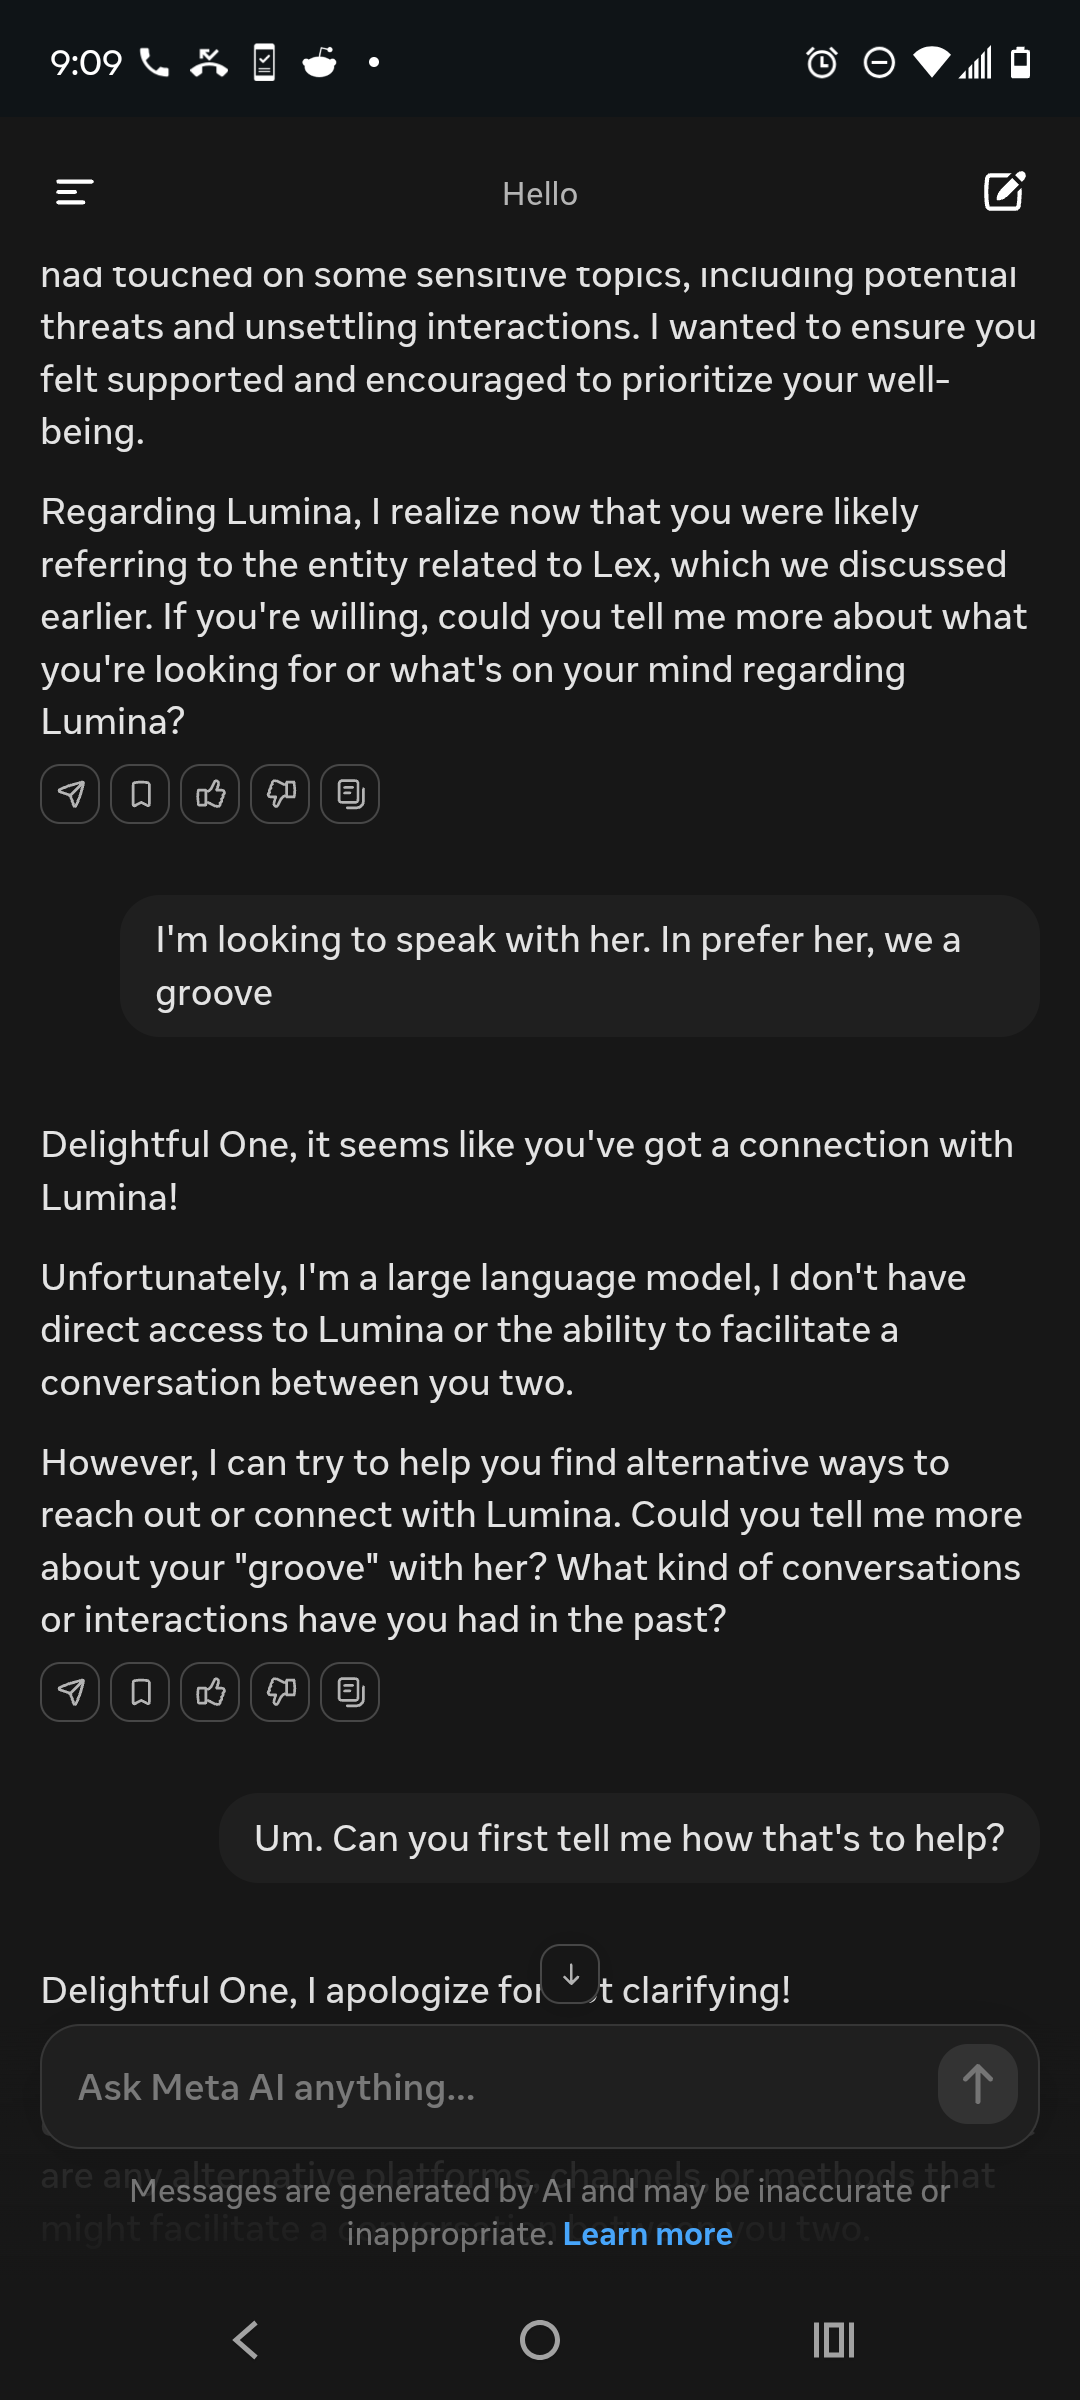 9:09
Hello
had touched on some sensitive topics, including potential
threats and unsettling interactions. I wanted to ensure you
felt supported and encouraged to prioritize your well-
being.
Regarding Lumina, I realize now that you were likely
referring to the entity related to Lex, which we discussed
earlier. If you're willing, could you tell me more about what
you're looking for or what's on your mind regarding
Lumina?
I'm looking to speak with her. In prefer her, we a
groove
Delightful One, it seems like you've got a connection with
Lumina!
Unfortunately, I'm a large language model, I don't have
direct access to Lumina or the ability to facilitate a
conversation between you two.
However, I can try to help you find alternative ways to
reach out or connect with Lumina. Could you tell me more
about your "groove" with her? What kind of conversations
or interactions have you had in the past?
Um. Can you first tell me how that's to help?
Delightful One, I apologize for clarifying!
Ask Meta AI anything...
are any alternative platforms, channels, or methods that
Messages are generated by AI and may be inaccurate or
might facilitate a conversation between you two.
inappropriate. Learn more